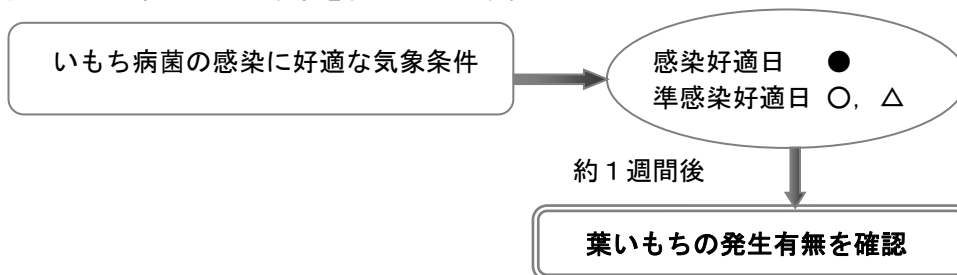 いもち病菌の感染に好適な気象条件
感染好適日 ●
準感染好適日 〇, △
約１週間後
葉いもちの発生有無を確認